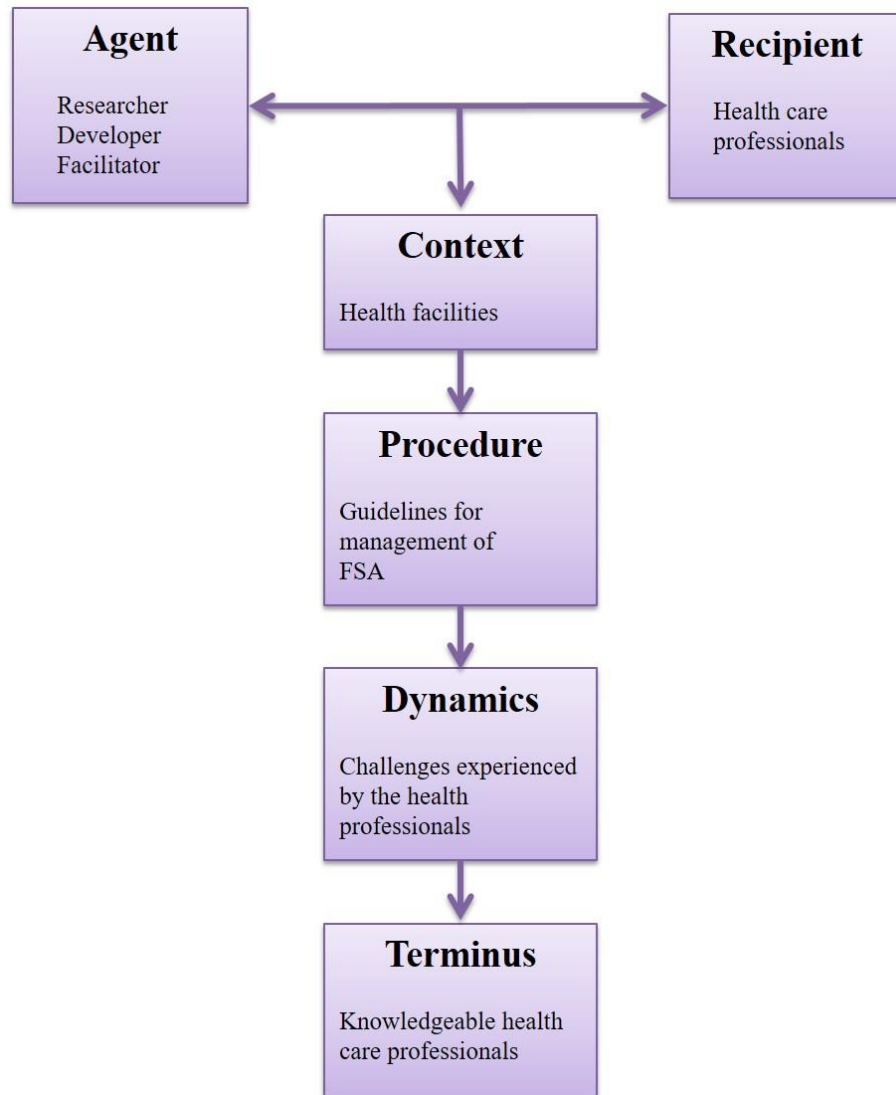 Agent
Researcher
Developer
Facilitator
Recipient
Health care
professionals
Context
Health facilities
Procedure
Guidelines for
management of
FSA
Dynamics
Challenges experienced
by the health
professionals
Terminus
Knowledgeable health
care professionals